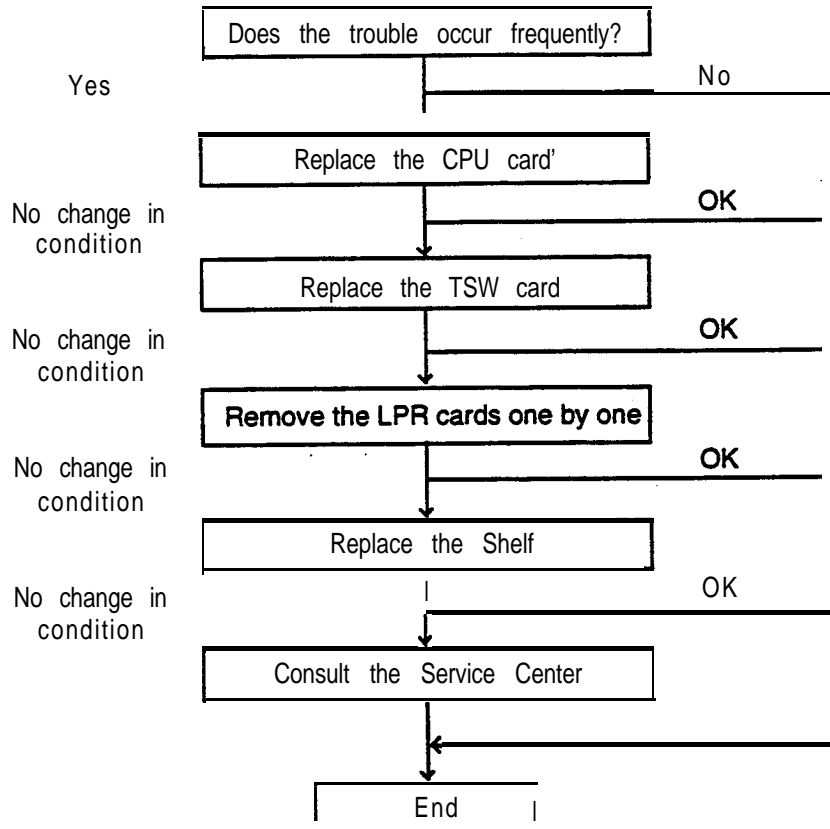 Does the trouble occur frequently?
Yes
No
Replace the CPU card'
No change in
condition
OK
Replace the TSW card
No change in
condition
OK
Remove the LPR cards one by one
No change in
condition
OK
Replace the Shelf
No change in
condition
OK
Consult the Service Center
End